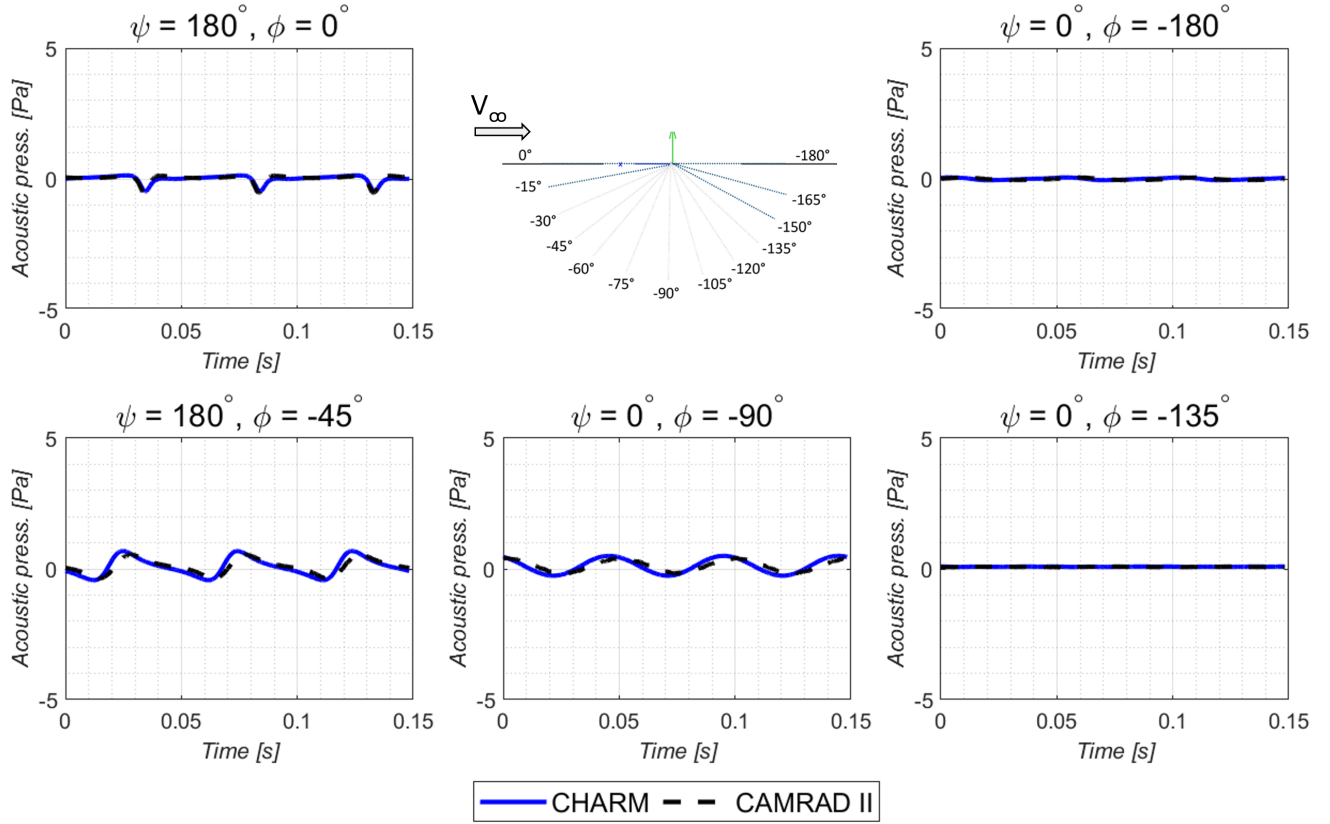 ψ = 180°, ϕ = 0°
5
0
-5
Acoustic press. [Pa]
0 0.05 0.1 0.15
Time [s]
V∞
0° -180°
-15° -165°
-30° -150°
-45° -135°
-60° -120°
-75° -105°
-90°
ψ = 0°, ϕ = -180°
5
0
-5
Acoustic press. [Pa]
0 0.05 0.1 0.15
Time [s]
ψ = 180°, ϕ = -45°
5
0
-5
Acoustic press. [Pa]
0 0.05 0.1 0.15
Time [s]
ψ = 0°, ϕ = -90°
5
0
-5
Acoustic press. [Pa]
0 0.05 0.1 0.15
Time [s]
ψ = 0°, ϕ = -135°
5
0
-5
Acoustic press. [Pa]
0 0.05 0.1 0.15
Time [s]
CHARM CAMRAD II